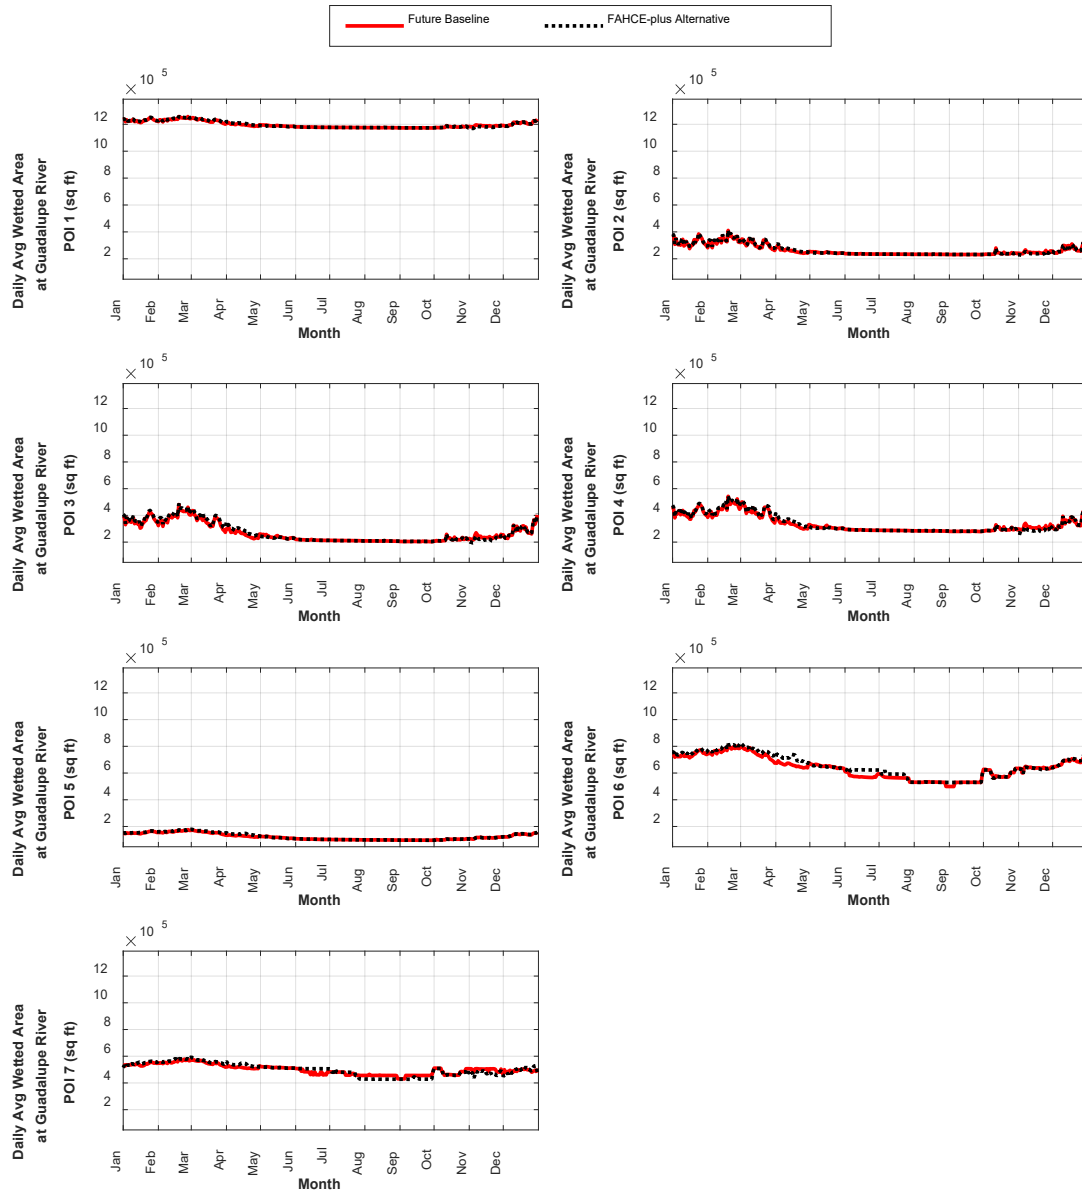 Future Baseline
FAHCE-plus Alternative
× 10 5
12
10
8
6
4
2
Daily Avg Wetted Area
at Guadalupe River
POI 1 (sq ft)
Jan
Feb
Mar
Apr
May
Jun
Jul
Aug
Sep
Oct
Nov
Dec
Month
× 10 5
12
10
8
6
4
2
Daily Avg Wetted Area
at Guadalupe River
POI 2 (sq ft)
Jan
Feb
Mar
Apr
May
Jun
Jul
Aug
Sep
Oct
Nov
Dec
Month
× 10 5
12
10
8
6
4
2
Daily Avg Wetted Area
at Guadalupe River
POI 3 (sq ft)
Jan
Feb
Mar
Apr
May
Jun
Jul
Aug
Sep
Oct
Nov
Dec
Month
× 10 5
12
10
8
6
4
2
Daily Avg Wetted Area
at Guadalupe River
POI 4 (sq ft)
Jan
Feb
Mar
Apr
May
Jun
Jul
Aug
Sep
Oct
Nov
Dec
Month
× 10 5
12
10
8
6
4
2
Daily Avg Wetted Area
at Guadalupe River
POI 5 (sq ft)
Jan
Feb
Mar
Apr
May
Jun
Jul
Aug
Sep
Oct
Nov
Dec
Month
× 10 5
12
10
8
6
4
2
Daily Avg Wetted Area
at Guadalupe River
POI 6 (sq ft)
Jan
Feb
Mar
Apr
May
Jun
Jul
Aug
Sep
Oct
Nov
Dec
Month
× 10 5
12
10
8
6
4
2
Daily Avg Wetted Area
at Guadalupe River
POI 7 (sq ft)
Jan
Feb
Mar
Apr
May
Jun
Jul
Aug
Sep
Oct
Nov
Dec
Month